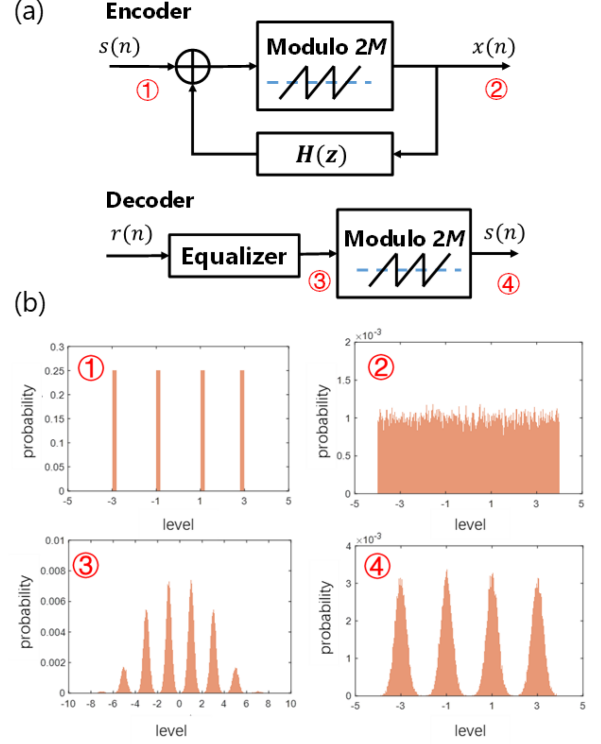 (a)
Encoder
s(n)
①
Modulo 2M
x(n)
②
H(z)
Decoder
r(n)
Equalizer
③
Modulo 2M
s(n)
④
(b)
①
probability
0.3
0.25
0.2
0.15
0.1
0.05
0
-5 -3 -1 1 3 5
level
②
×10⁻³
probability
2
1.5
1
0.5
0
-5 -3 -1 1 3 5
level
③
probability
0.01
0.008
0.006
0.004
0.002
0
-10 -8 -6 -4 -2 0 2 4 6 8 10
level
④
×10⁻³
probability
4
3
2
1
0
-5 -3 -1 1 3 5
level